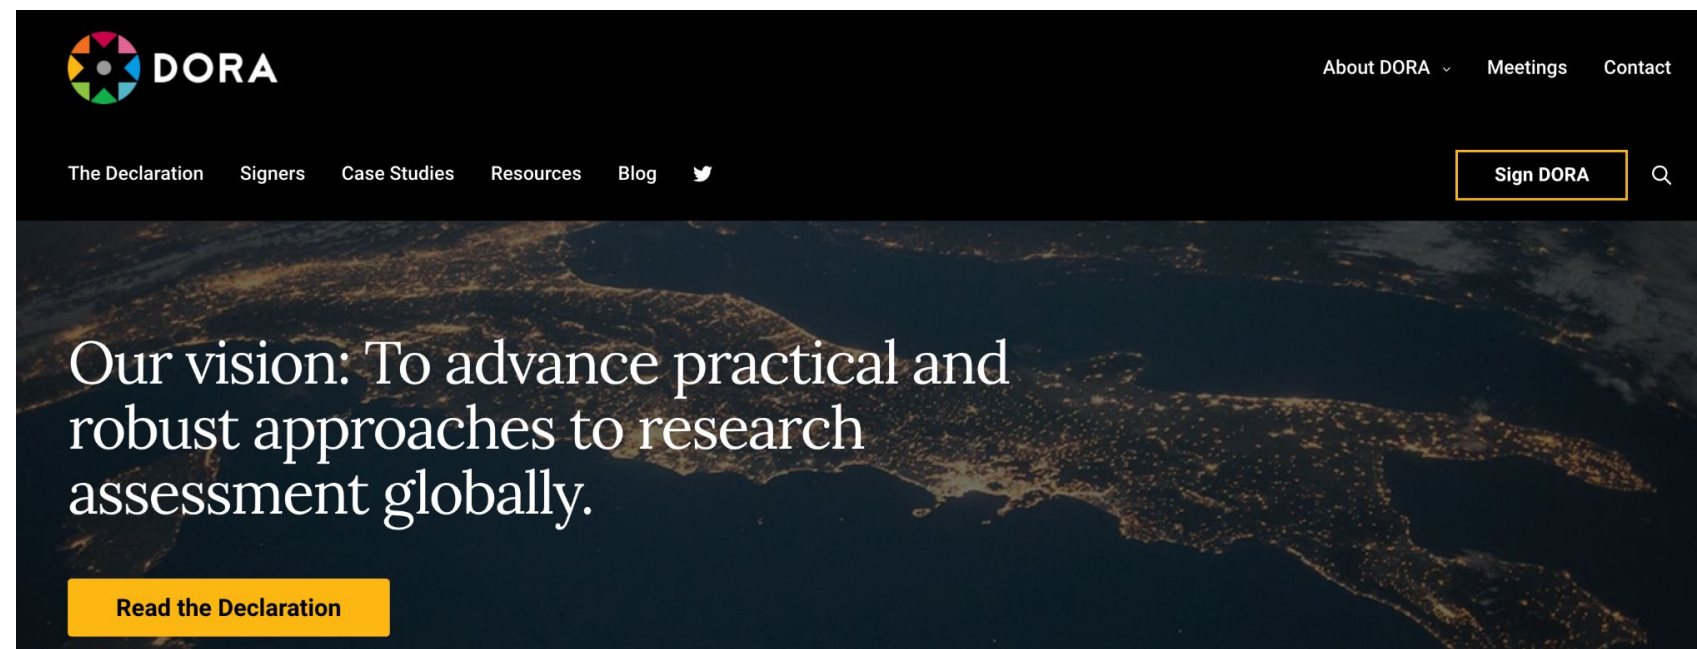 DORA
About DORA
Meetings
Contact
The Declaration
Signers
Case Studies
Resources
Blog
Sign DORA
Our vision: To advance practical and
robust approaches to research
assessment globally.
Read the Declaration